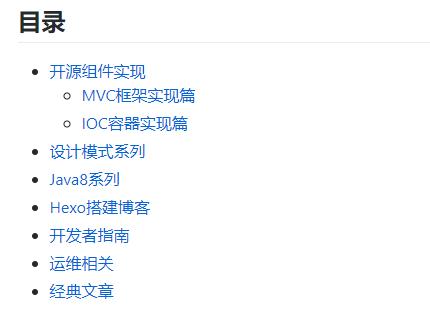 目录
开源组件实现
MVC框架实现篇
IOC容器实现篇
设计模式系列
Java8系列
Hexo搭建博客
开发者指南
运维相关
经典文章